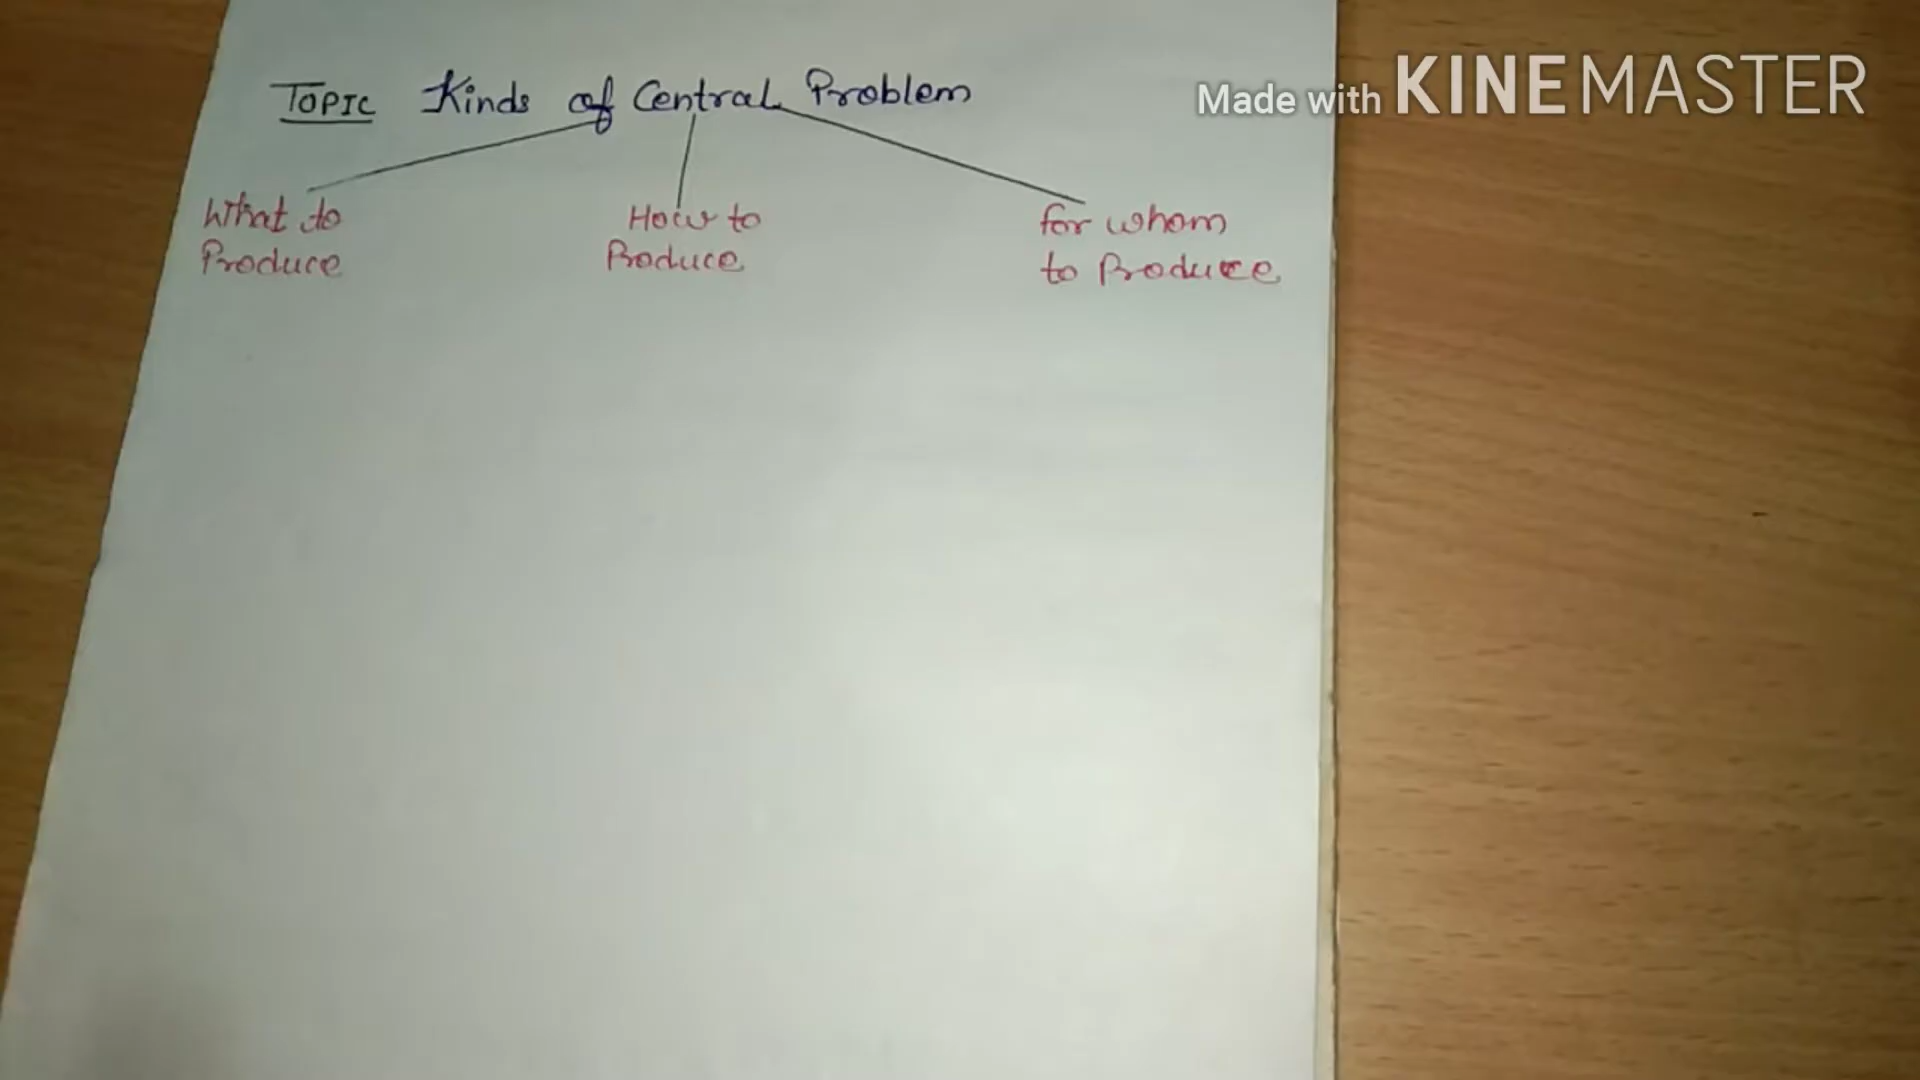 TOPIC Kinds of Central Problem
Made with KINEMASTER
What to
Produce
How to
Produce
for whom
to Produce